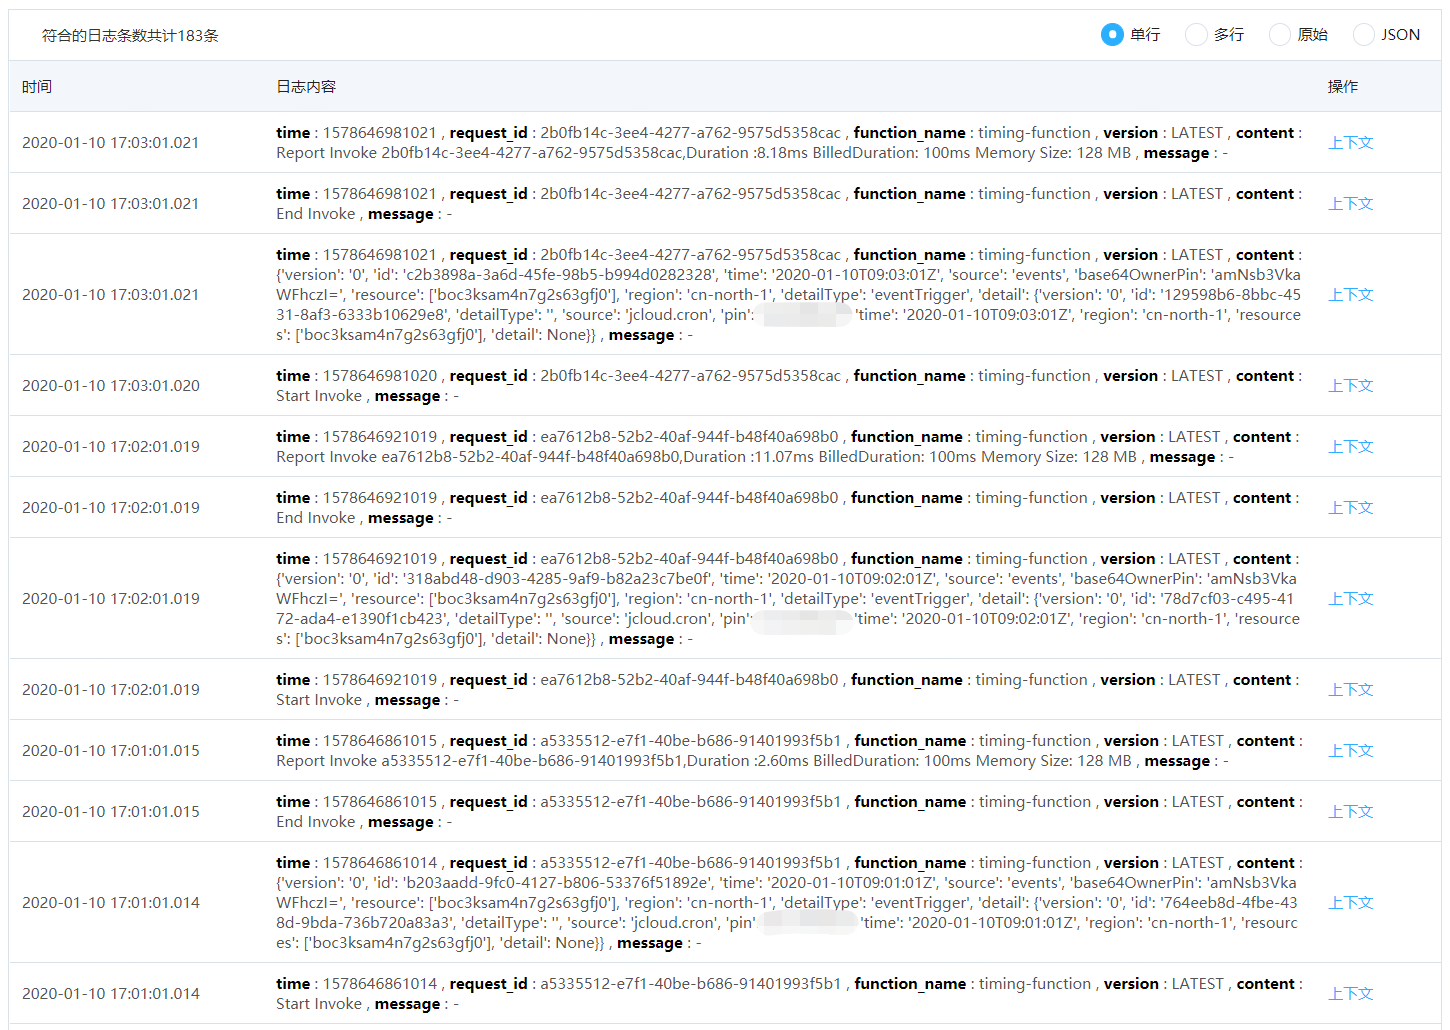 符合的日志条数共计183条
单行 多行 原始 JSON
时间 日志内容 操作
2020-01-10 17:03:01.021
time : 1578646981021 , request_id : 2b0fb14c-3ee4-4277-a762-9575d5358cac , function_name : timing-function , version : LATEST , content :
Report Invoke 2b0fb14c-3ee4-4277-a762-9575d5358cac,Duration :8.18ms BilledDuration: 100ms Memory Size: 128 MB , message : -
上下文
2020-01-10 17:03:01.021
time : 1578646981021 , request_id : 2b0fb14c-3ee4-4277-a762-9575d5358cac , function_name : timing-function , version : LATEST , content :
End Invoke , message : -
上下文
2020-01-10 17:03:01.021
time : 1578646981021 , request_id : 2b0fb14c-3ee4-4277-a762-9575d5358cac , function_name : timing-function , version : LATEST , content :
{'version': '0', 'id': 'c2b3898a-3a6d-45fe-98b5-b994d0282328', 'time': '2020-01-10T09:03:01Z', 'source': 'events', 'base64OwnerPin': 'amNsb3Vka
WFhczI=', 'resource': ['boc3ksam4n7g2s63gfj0'], 'region': 'cn-north-1', 'detailType': 'eventTrigger', 'detail': {'version': '0', 'id': '129598b6-8bbc-45
31-8af3-6333b10629e8', 'detailType': '', 'source': 'jcloud.cron', 'pin': 'time': '2020-01-10T09:03:01Z', 'region': 'cn-north-1', 'resource
s': ['boc3ksam4n7g2s63gfj0'], 'detail': None}} , message : -
上下文
2020-01-10 17:03:01.020
time : 1578646981020 , request_id : 2b0fb14c-3ee4-4277-a762-9575d5358cac , function_name : timing-function , version : LATEST , content :
Start Invoke , message : -
上下文
2020-01-10 17:02:01.019
time : 1578646921019 , request_id : ea7612b8-52b2-40af-944f-b48f40a698b0 , function_name : timing-function , version : LATEST , content :
Report Invoke ea7612b8-52b2-40af-944f-b48f40a698b0,Duration :11.07ms BilledDuration: 100ms Memory Size: 128 MB , message : -
上下文
2020-01-10 17:02:01.019
time : 1578646921019 , request_id : ea7612b8-52b2-40af-944f-b48f40a698b0 , function_name : timing-function , version : LATEST , content :
End Invoke , message : -
上下文
2020-01-10 17:02:01.019
time : 1578646921019 , request_id : ea7612b8-52b2-40af-944f-b48f40a698b0 , function_name : timing-function , version : LATEST , content :
{'version': '0', 'id': '318abd48-d903-4285-9af9-b82a23c7be0f', 'time': '2020-01-10T09:02:01Z', 'source': 'events', 'base64OwnerPin': 'amNsb3Vka
WFhczI=', 'resource': ['boc3ksam4n7g2s63gfj0'], 'region': 'cn-north-1', 'detailType': 'eventTrigger', 'detail': {'version': '0', 'id': '78d7cf03-c495-41
72-ada4-e1390f1cb423', 'detailType': '', 'source': 'jcloud.cron', 'pin': 'time': '2020-01-10T09:02:01Z', 'region': 'cn-north-1', 'resource
s': ['boc3ksam4n7g2s63gfj0'], 'detail': None}} , message : -
上下文
2020-01-10 17:02:01.019
time : 1578646921019 , request_id : ea7612b8-52b2-40af-944f-b48f40a698b0 , function_name : timing-function , version : LATEST , content :
Start Invoke , message : -
上下文
2020-01-10 17:01:01.015
time : 1578646861015 , request_id : a5335512-e7f1-40be-b686-91401993f5b1 , function_name : timing-function , version : LATEST , content :
Report Invoke a5335512-e7f1-40be-b686-91401993f5b1,Duration :2.60ms BilledDuration: 100ms Memory Size: 128 MB , message : -
上下文
2020-01-10 17:01:01.015
time : 1578646861015 , request_id : a5335512-e7f1-40be-b686-91401993f5b1 , function_name : timing-function , version : LATEST , content :
End Invoke , message : -
上下文
2020-01-10 17:01:01.014
time : 1578646861014 , request_id : a5335512-e7f1-40be-b686-91401993f5b1 , function_name : timing-function , version : LATEST , content :
{'version': '0', 'id': 'b203aadd-9fc0-4127-b806-53376f51892e', 'time': '2020-01-10T09:01:01Z', 'source': 'events', 'base64OwnerPin': 'amNsb3Vka
WFhczI=', 'resource': ['boc3ksam4n7g2s63gfj0'], 'region': 'cn-north-1', 'detailType': 'eventTrigger', 'detail': {'version': '0', 'id': '764eeb8d-4fbe-43
8d-9bda-736b720a83a3', 'detailType': '', 'source': 'jcloud.cron', 'pin' 'time': '2020-01-10T09:01:01Z', 'region': 'cn-north-1', 'resourc
es': ['boc3ksam4n7g2s63gfj0'], 'detail': None}} , message : -
上下文
2020-01-10 17:01:01.014
time : 1578646861014 , request_id : a5335512-e7f1-40be-b686-91401993f5b1 , function_name : timing-function , version : LATEST , content :
Start Invoke , message : -
上下文